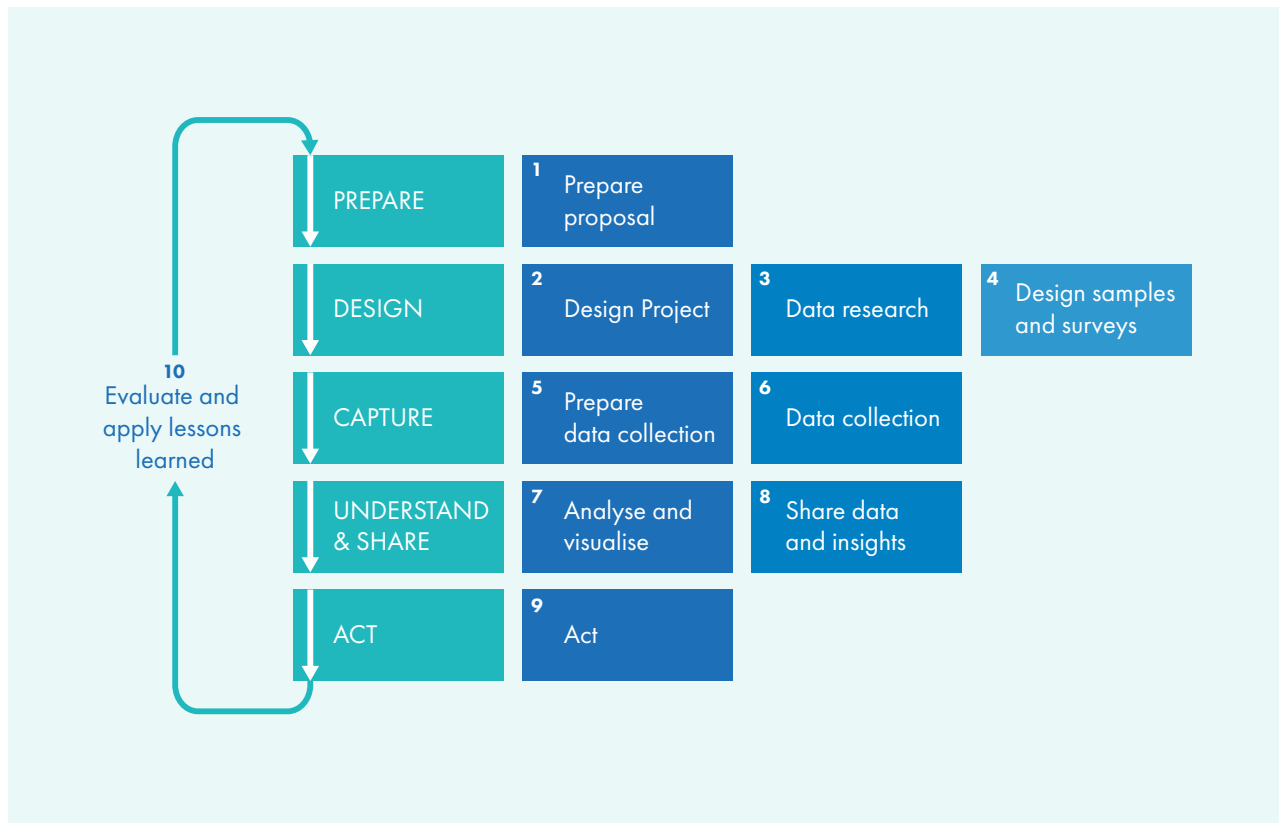 PREPARE
1
Prepare
proposal
DESIGN
2
Design Project
3
Data research
4
Design samples
and surveys
CAPTURE
5
Prepare
data collection
6
Data collection
UNDERSTAND
& SHARE
7
Analyse and
visualise
8
Share data
and insights
ACT
9
Act
10
Evaluate and
apply lessons
learned